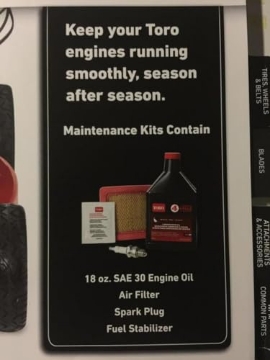 Keep your Toro
engines running
smoothly, season
after season.
Maintenance Kits Contain
18 oz. SAE 30 Engine Oil
Air Filter
Spark Plug
Fuel Stabilizer
TIRES, WHEELS
& BELTS
BLADES
ATTACHMENTS
& ACCESSORIES
COMMON PARTS